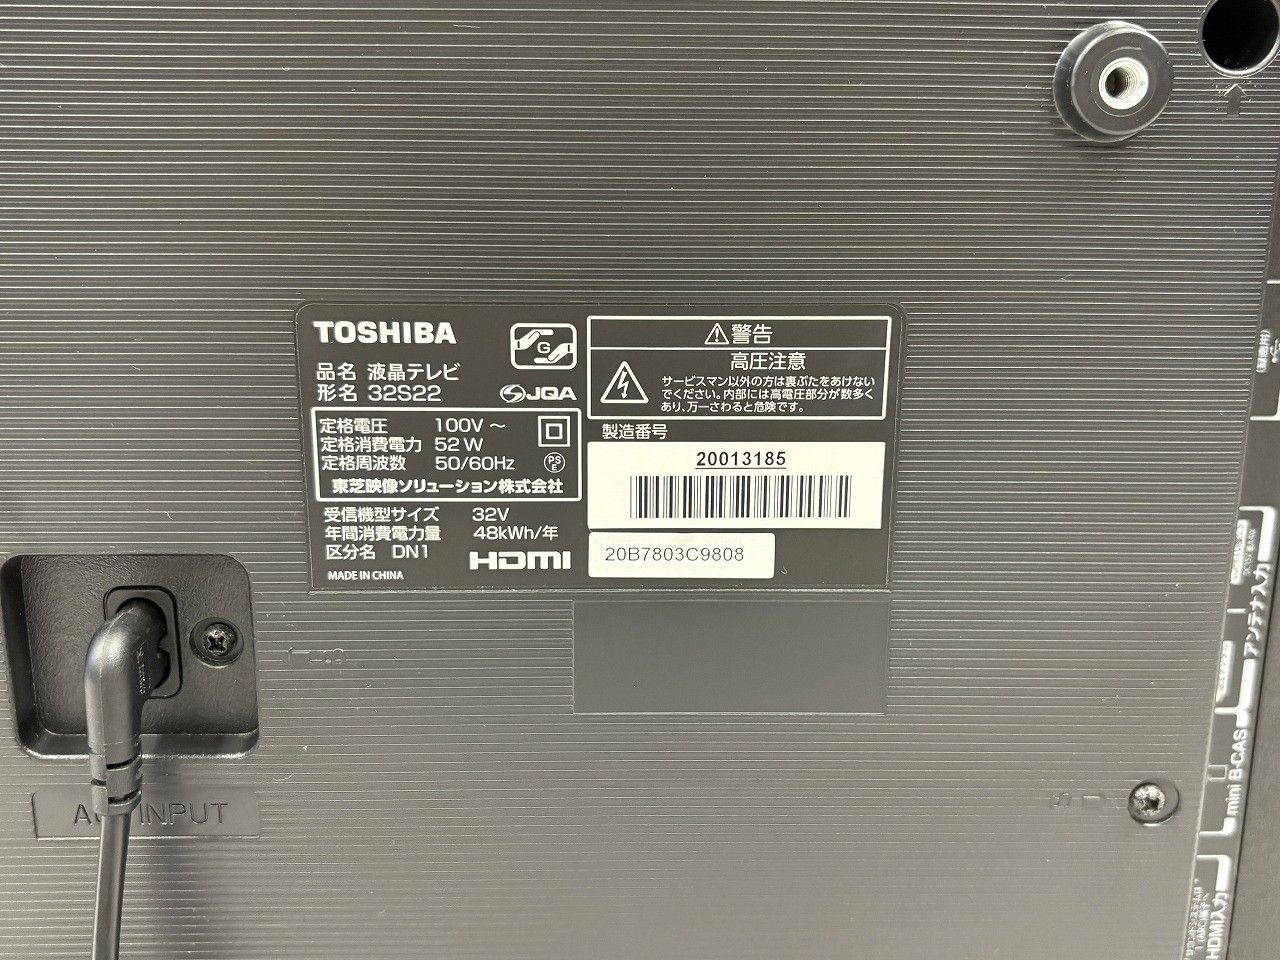 TOSHIBA
品名 液晶テレビ
形名 32S22
G
JQA
定格電圧 100V ～
定格消費電力 52 W
定格周波数 50/60Hz
PS
E
東芝映像ソリューション株式会社
受信機型サイズ 32V
年間消費電力量 48kWh/年
区分名 DN1
HDMI
MADE IN CHINA
警告
高圧注意
サービスマン以外の方は裏ぶたをあけない
でください。内部には高電圧部分が数多く
あり、万一さわると危険です。
製造番号
20013185
20B7803C9808
INPUT
アンテナ入力
mini B-CAS
HDMI入力